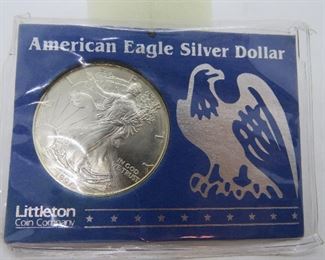 American Eagle Silver Dollar
IN GOD
WE TRUST
Littleton
Coin Company